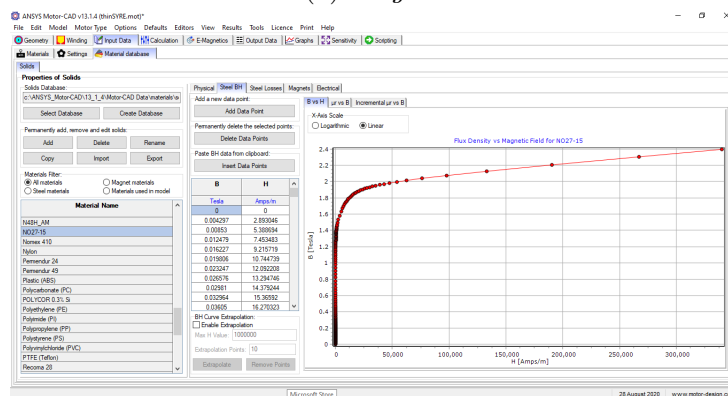 ANSYS Motor-CAD v13.1.4 (thinSYRE.mot)*
File Edit Model Motor Type Options Defaults Editors View Results Tools Licence Print Help
Geometry Winding Input Data Calculation E-Magnetics Output Data Graphs Sensitivity Scripting
Materials Settings Material database
Solids
Properties of Solids
Solids Database:
c:\ANSYS_Motor-CAD\13_1_4\Motor-CAD Data\materials\s
Select Database Create Database
Permanently add, remove and edit solids:
Add Delete Rename
Copy Import Export
Materials Filter:
All materials Magnet materials
Steel materials Materials used in model
Material Name
N48H_AM
NO27-15
Nomex 410
Nylon
Permendur 24
Permendur 49
Plastic (ABS)
Polycarbonate (PC)
POLYCOR 0.3% Si
Polyethylene (PE)
Polyimide (PI)
Polypropylene (PP)
Polystyrene (PS)
Polyvinylchloride (PVC)
PTFE (Teflon)
Recoma 28
Physical Steel BH Steel Losses Magnets Electrical
Add a new data point:
Add Data Point
Permanently delete the selected points:
Delete Data Points
Paste BH data from clipboard:
Insert Data Points
B H
Tesla Amps/m
0 0
0.004297 2.893046
0.00853 5.388694
0.012479 7.453483
0.016227 9.215719
0.019806 10.744739
0.023247 12.092208
0.026576 13.294746
0.02981 14.379244
0.032964 15.36592
0.03605 16.270323
BH Curve Extrapolation:
Enable Extrapolation
Max H Value: 1000000
Extrapolation Points: 10
Extrapolate Remove Points
B vs H μr vs B Incremental μr vs B
X-Axis Scale
Logarithmic Linear
Flux Density vs Magnetic Field for NO27-15
B [Tesla]
2.4
2.2
2
1.8
1.6
1.4
1.2
1
0.8
0.6
0.4
0.2
0
0 50,000 100,000 150,000 200,000 250,000 300,000
H [Amps/m]
Microsoft Store
28 August 2020 www.motor-design.co